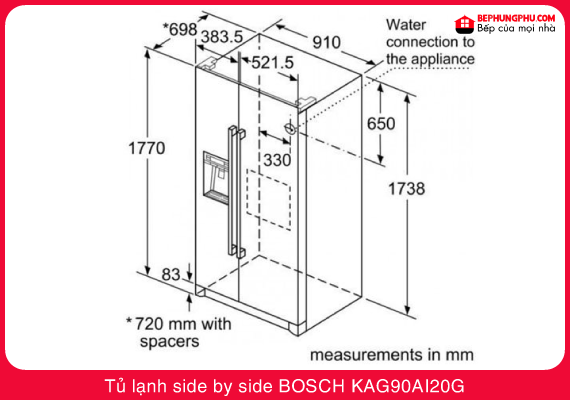 BEPHUNGPHU.COM
Bếp của mọi nhà
Water
connection to
the appliance
*698
383.5
910
521.5
650
330
1770
1738
83
*720 mm with
spacers
measurements in mm
Tủ lạnh side by side BOSCH KAG90AI20G